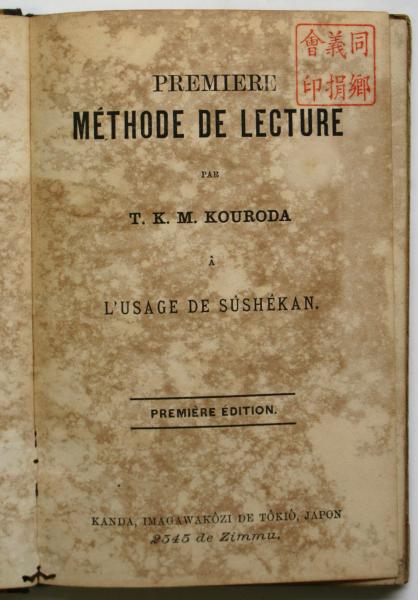 同鄉
義捐
會印
PREMIERE
MÉTHODE DE LECTURE
PAR
T. K. M. KOURODA
À
L'USAGE DE SÚSHÉKAN.
PREMIÈRE ÉDITION.
KANDA, IMAGAWAKÔZI DE TÔKIÔ, JAPON
2545 de Zimmu.